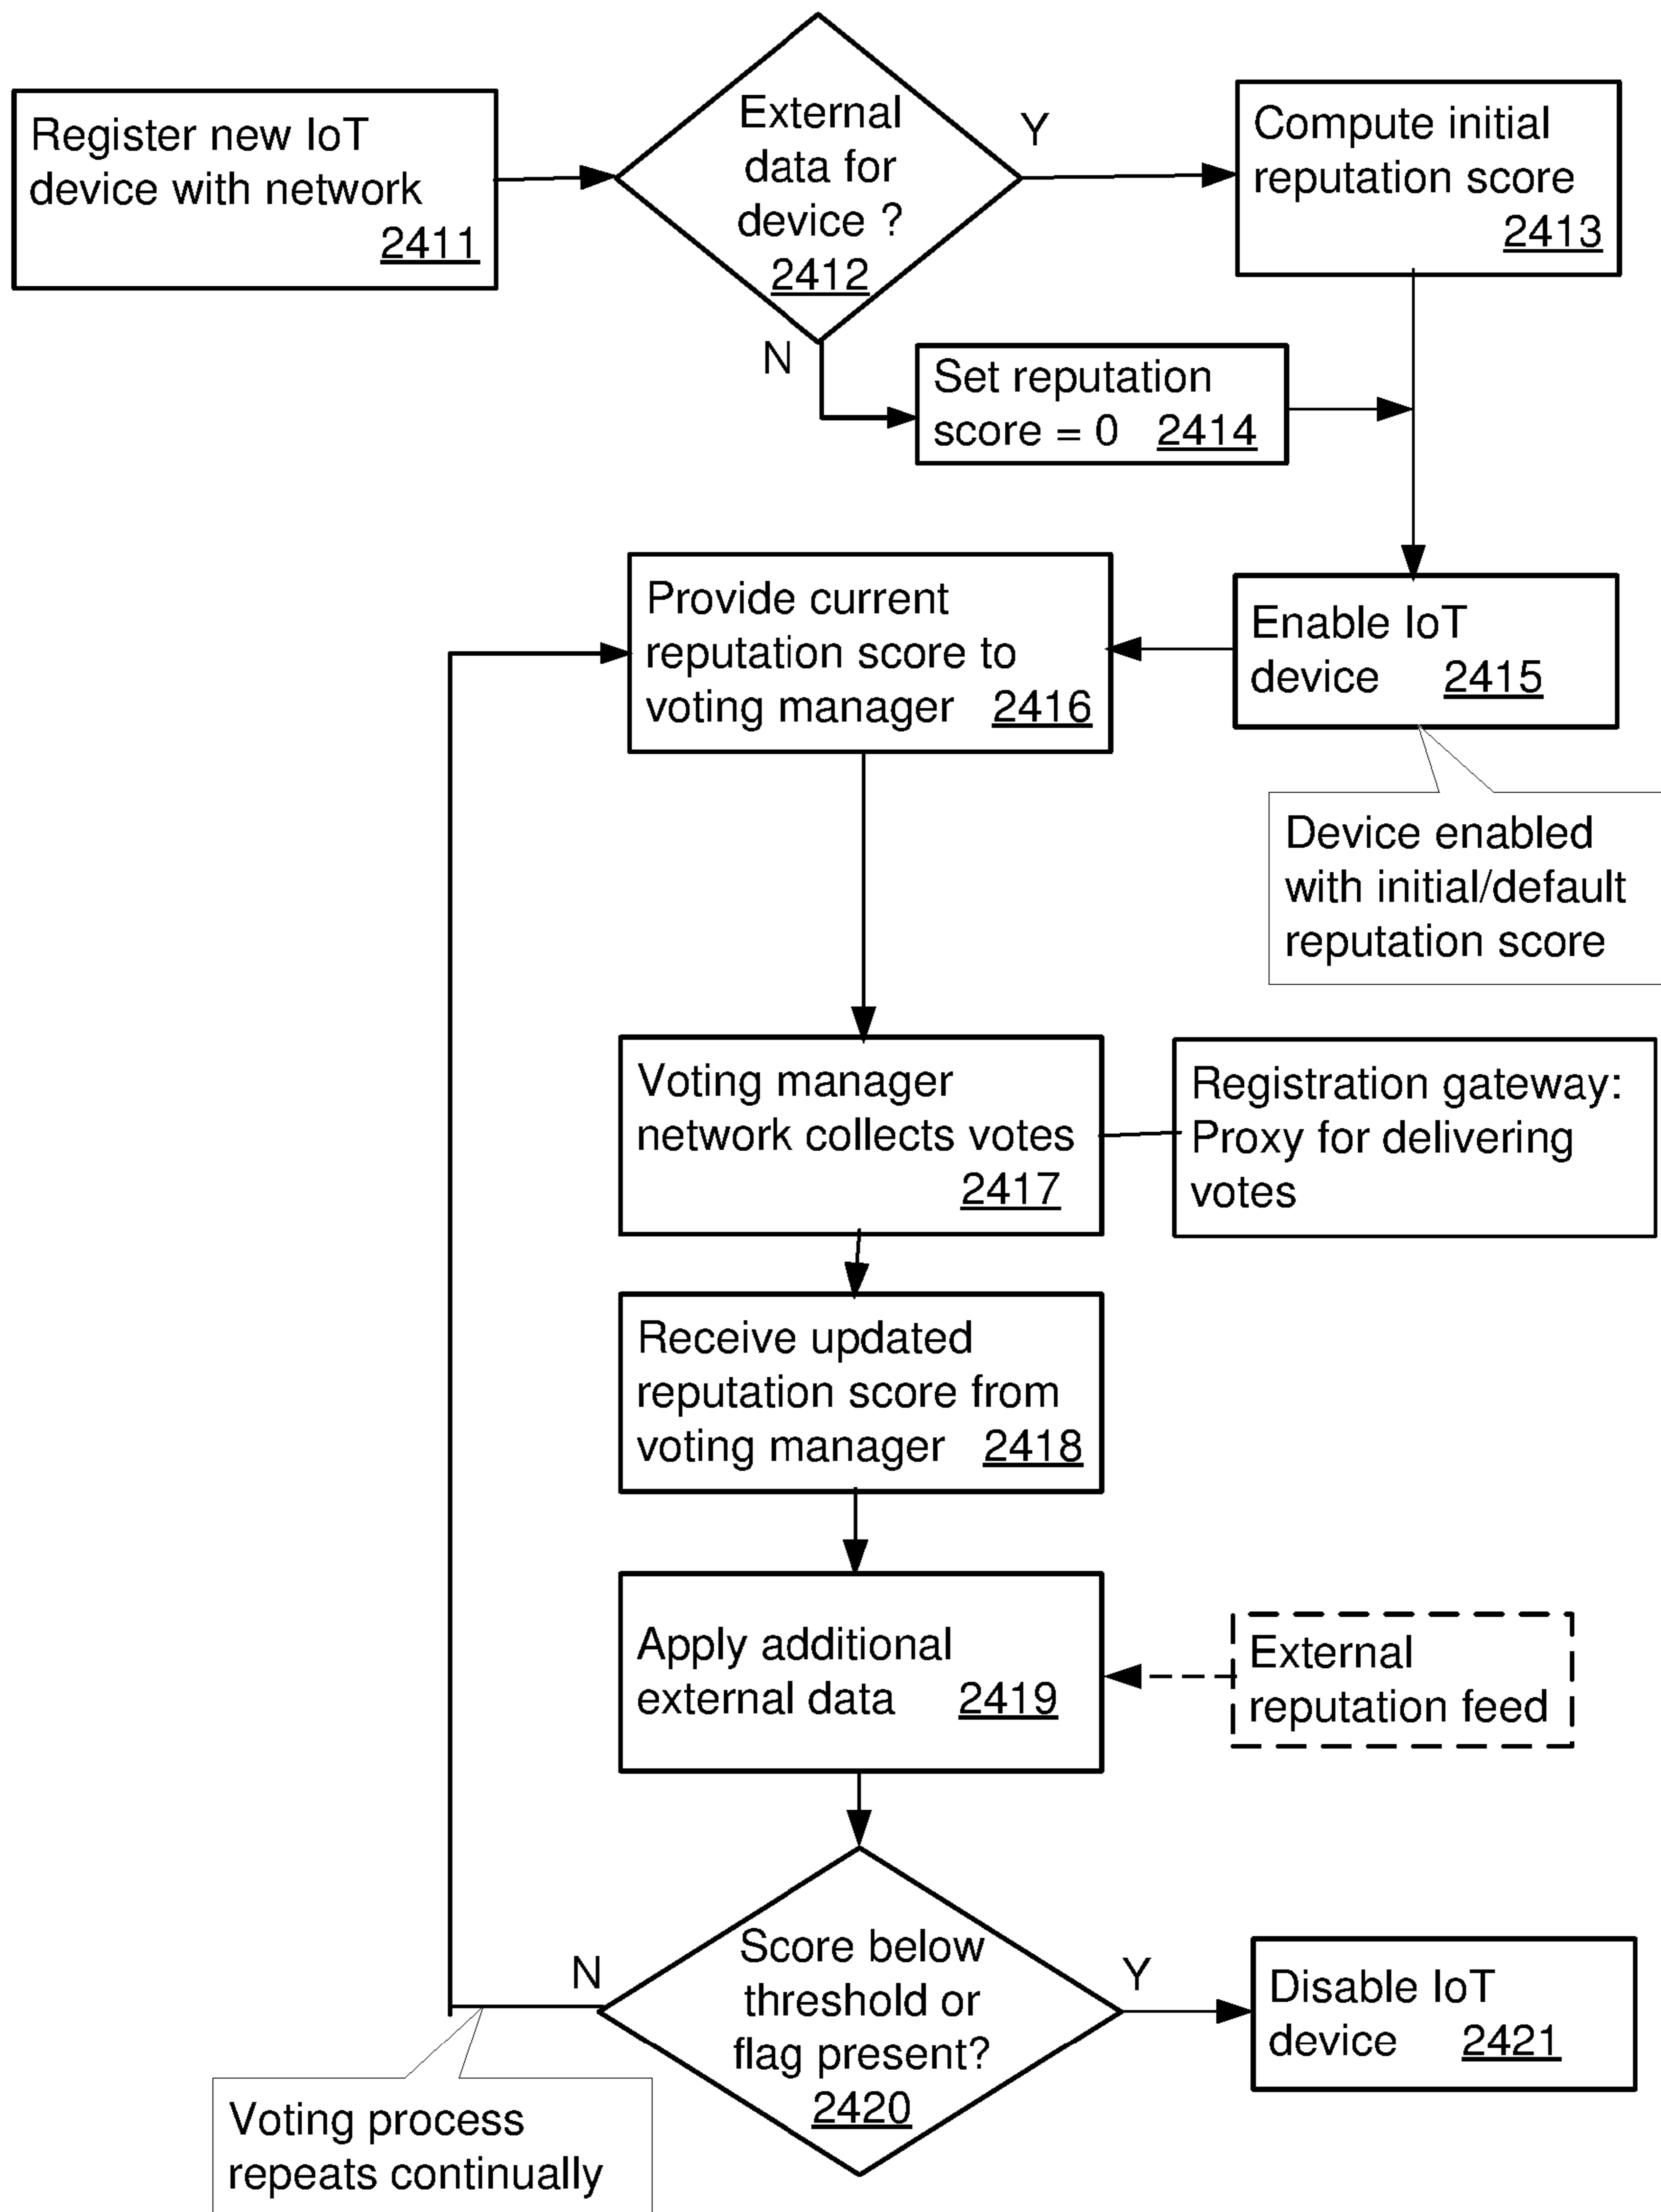 Register new IoT
device with network
2411
External
data for
device ?
2412
Y
N
Compute initial
reputation score
2413
Set reputation
score = 0 2414
Enable IoT
device 2415
Device enabled
with initial/default
reputation score
Provide current
reputation score to
voting manager 2416
Voting manager
network collects votes
2417
Registration gateway:
Proxy for delivering
votes
Receive updated
reputation score from
voting manager 2418
Apply additional
external data 2419
External
reputation feed
Score below
threshold or
flag present?
2420
N
Y
Disable IoT
device 2421
Voting process
repeats continually